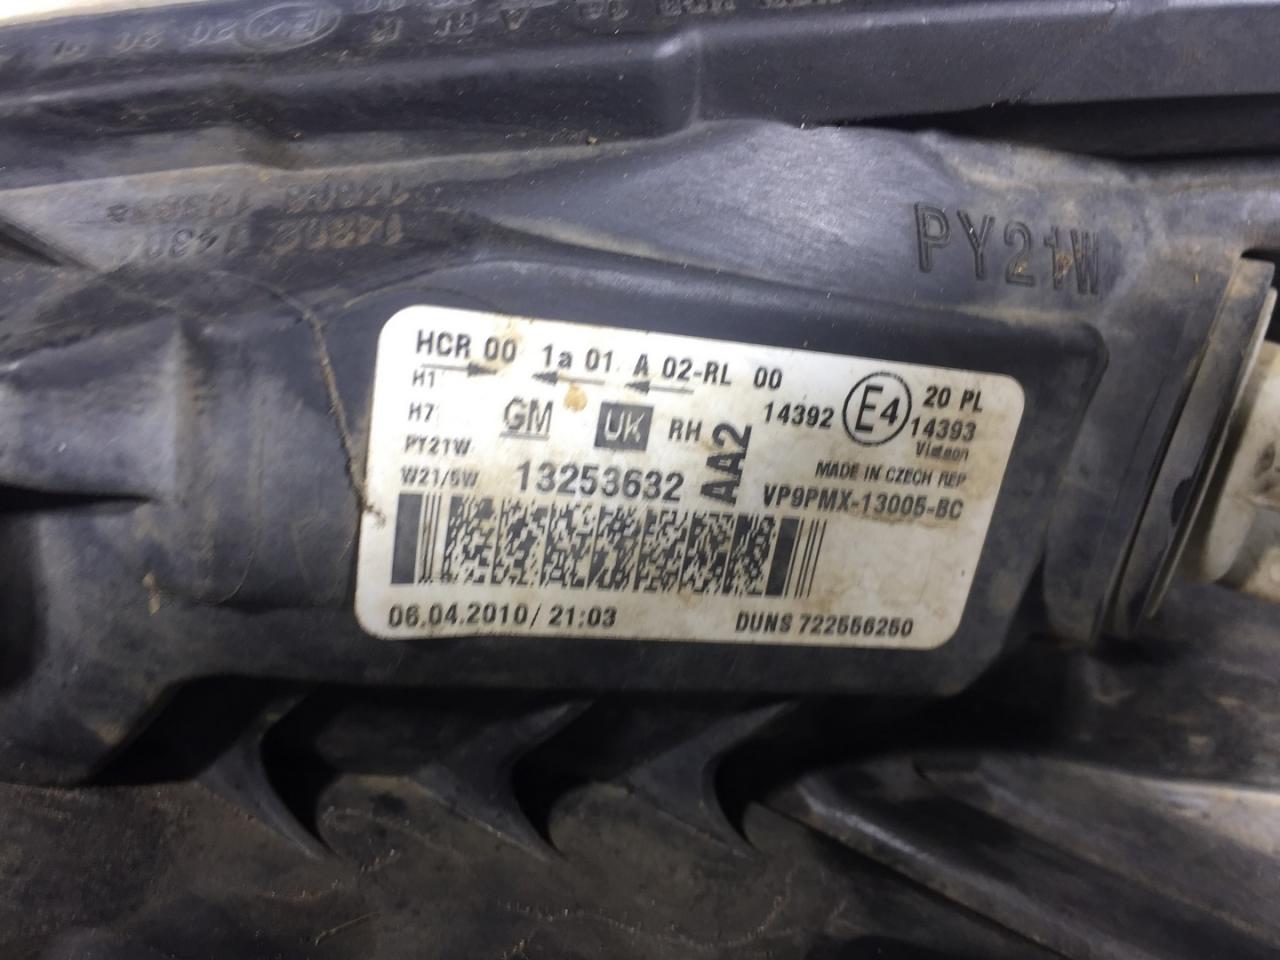 PY21W
HCR 00 1a 01 A 02-RL 00
H1
H7
PY21W
W21/5W
GM UK RH AA2
14392 E4 20 PL
14393
Visteon
MADE IN CZECH REP
13253632
VP9PMX-13005-BC
06.04.2010/ 21:03
DUNS 722556250